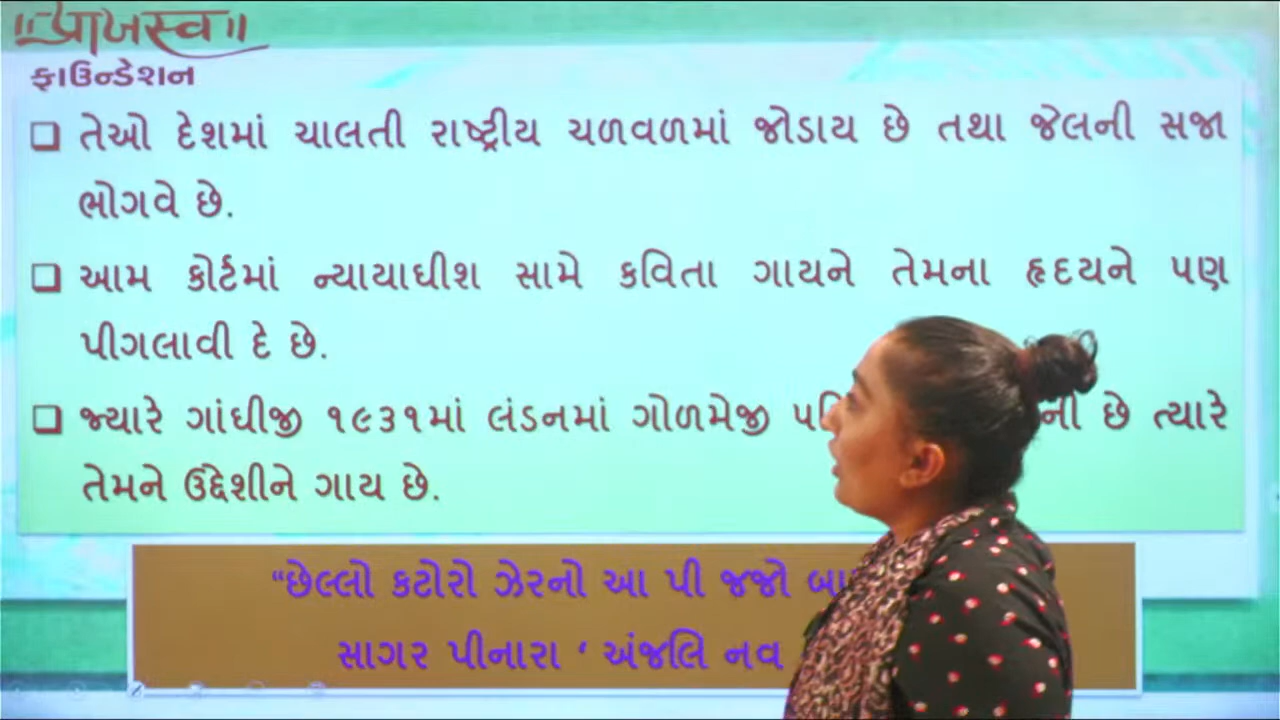 ॥પ્રાખસ્વ॥
ફાઉન્ડેશન
❑ તેઓ દેશમાં ચાલતી રાષ્ટ્રીય ચળવળમાં જોડાય છે તથા જેલની સજા
ભોગવે છે.
❑ આમ કોર્ટમાં ન્યાયાધીશ સામે કવિતા ગાયને તેમના હૃદયને પણ
પીગલાવી દે છે.
❑ જ્યારે ગાંધીજી ૧૯૩૧માં લંડનમાં ગોળમેજી છે ત્યારે
તેમને ઉદ્દેશીને ગાય છે.
“છેલ્લો કટોરો ઝેરનો આ પી જજો
સાગર પીનારા ‘ અંજલિ નવ